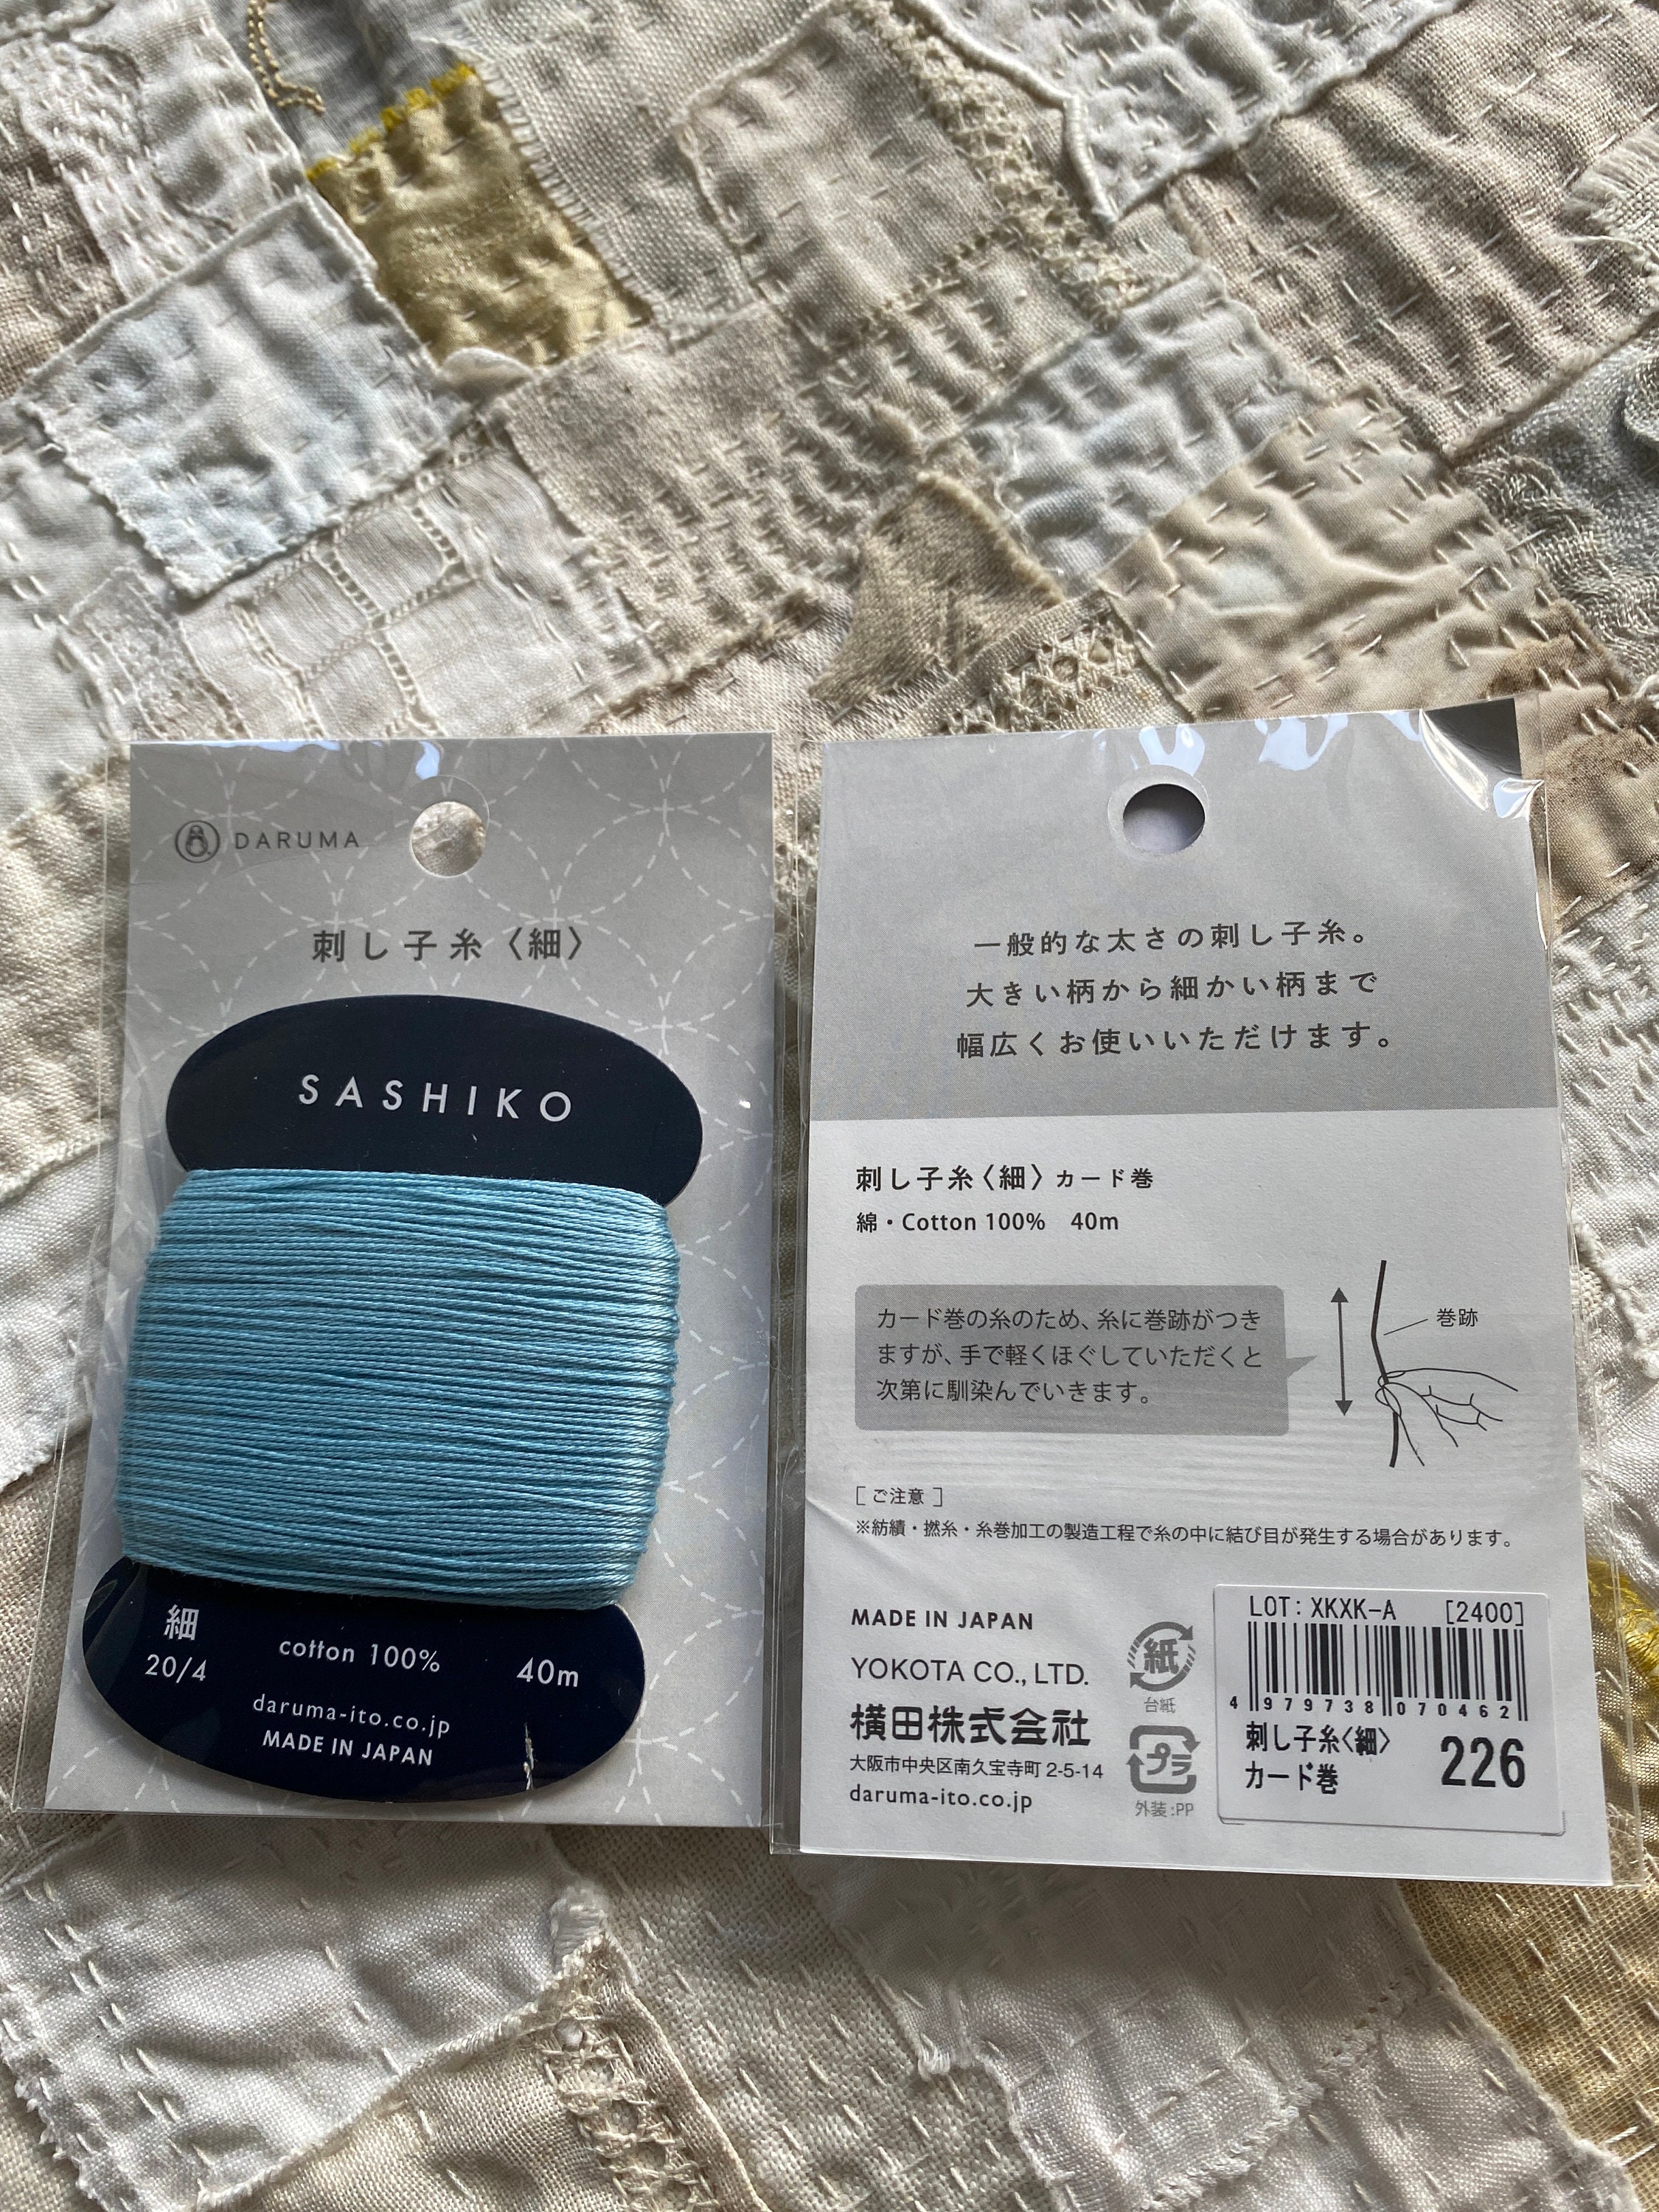 DARUMA
刺し子糸〈細〉
SASHIKO
細
20/4
cotton 100%
40m
daruma-ito.co.jp
MADE IN JAPAN
一般的な太さの刺し子糸。
大きい柄から細かい柄まで
幅広くお使いいただけます。
刺し子糸〈細〉カード巻
綿・Cotton 100% 40m
カード巻の糸のため、糸に巻跡がつき
ますが、手で軽くほぐしていただくと
次第に馴染んでいきます。
巻跡
[ ご注意 ]
※紡績・撚糸・糸巻加工の製造工程で糸の中に結び目が発生する場合があります。
MADE IN JAPAN
YOKOTA CO., LTD.
横田株式会社
大阪市中央区南久宝寺町 2-5-14
daruma-ito.co.jp
紙
台紙
プラ
外装:PP
LOT: XKXK-A [2400]
4 979738 070462
刺し子糸〈細〉
カード巻
226